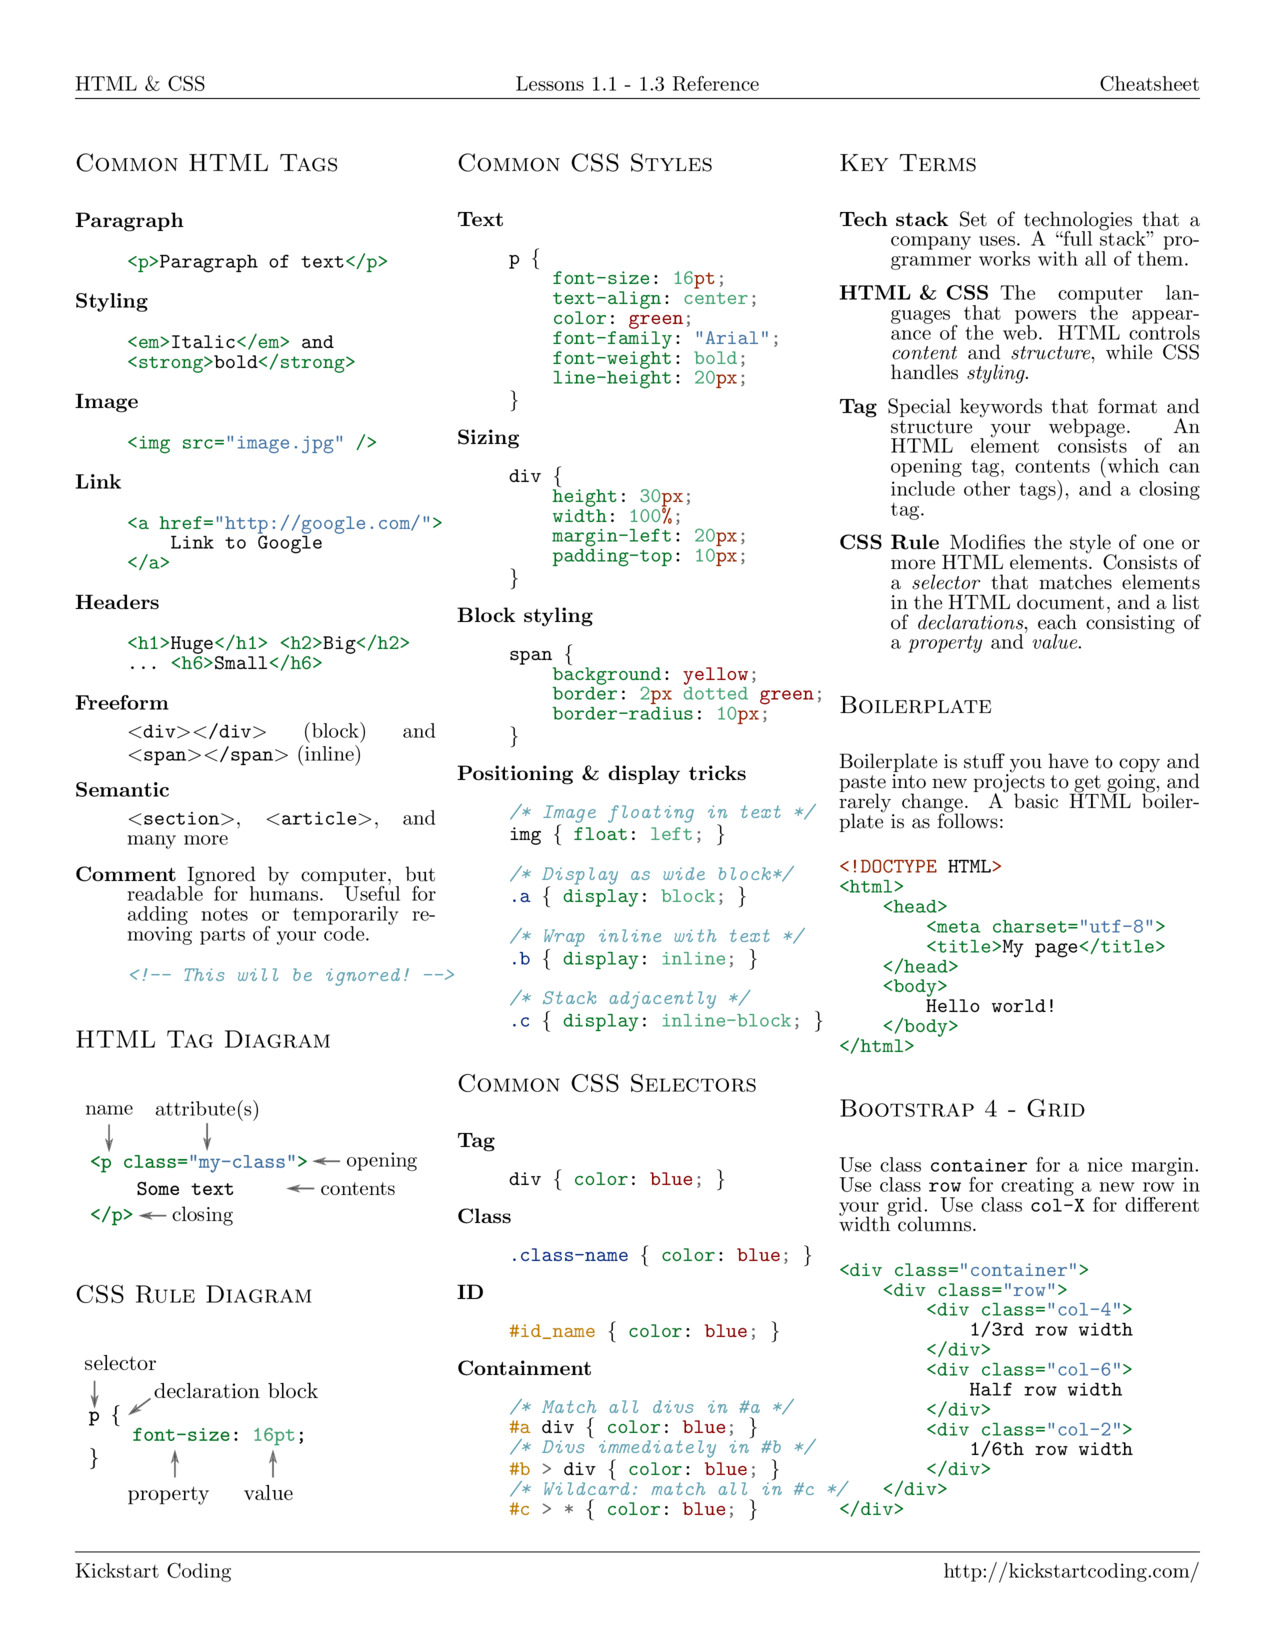 HTML & CSS
Lessons 1.1 - 1.3 Reference
Cheatsheet
Common HTML Tags
Paragraph
<p>Paragraph of text</p>
Styling
<em>Italic</em> and
<strong>bold</strong>
Image
<img src="image.jpg" />
Link
<a href="http://google.com/">
Link to Google
</a>
Headers
<h1>Huge</h1> <h2>Big</h2>
... <h6>Small</h6>
Freeform
<div></div> (block) and
<span></span> (inline)
Semantic
<section>, <article>, and
many more
Comment Ignored by computer, but
readable for humans. Useful for
adding notes or temporarily re-
moving parts of your code.
<!-- This will be ignored! -->
HTML Tag Diagram
name attribute(s)
<p class="my-class"> opening
Some text contents
</p> closing
CSS Rule Diagram
selector
declaration block
p {
font-size: 16pt;
}
property value
Common CSS Styles
Text
p {
font-size: 16pt;
text-align: center;
color: green;
font-family: "Arial";
font-weight: bold;
line-height: 20px;
}
Sizing
div {
height: 30px;
width: 100%;
margin-left: 20px;
padding-top: 10px;
}
Block styling
span {
background: yellow;
border: 2px dotted green;
border-radius: 10px;
}
Positioning & display tricks
/* Image floating in text */
img { float: left; }
/* Display as wide block*/
.a { display: block; }
/* Wrap inline with text */
.b { display: inline; }
/* Stack adjacently */
.c { display: inline-block; }
Common CSS Selectors
Tag
div { color: blue; }
Class
.class-name { color: blue; }
ID
#id_name { color: blue; }
Containment
/* Match all divs in #a */
#a div { color: blue; }
/* Divs immediately in #b */
#b > div { color: blue; }
/* Wildcard: match all in #c */
#c > * { color: blue; }
Key Terms
Tech stack Set of technologies that a
company uses. A “full stack” pro-
grammer works with all of them.
HTML & CSS The computer lan-
guages that powers the appear-
ance of the web. HTML controls
content and structure, while CSS
handles styling.
Tag Special keywords that format and
structure your webpage. An
HTML element consists of an
opening tag, contents (which can
include other tags), and a closing
tag.
CSS Rule Modifies the style of one or
more HTML elements. Consists of
a selector that matches elements
in the HTML document, and a list
of declarations, each consisting of
a property and value.
Boilerplate
Boilerplate is stuff you have to copy and
paste into new projects to get going, and
rarely change. A basic HTML boiler-
plate is as follows:
<!DOCTYPE HTML>
<html>
<head>
<meta charset="utf-8">
<title>My page</title>
</head>
<body>
Hello world!
</body>
</html>
Bootstrap 4 - Grid
Use class container for a nice margin.
Use class row for creating a new row in
your grid. Use class col-X for different
width columns.
<div class="container">
<div class="row">
<div class="col-4">
1/3rd row width
</div>
<div class="col-6">
Half row width
</div>
<div class="col-2">
1/6th row width
</div>
</div>
</div>
Kickstart Coding
http://kickstartcoding.com/